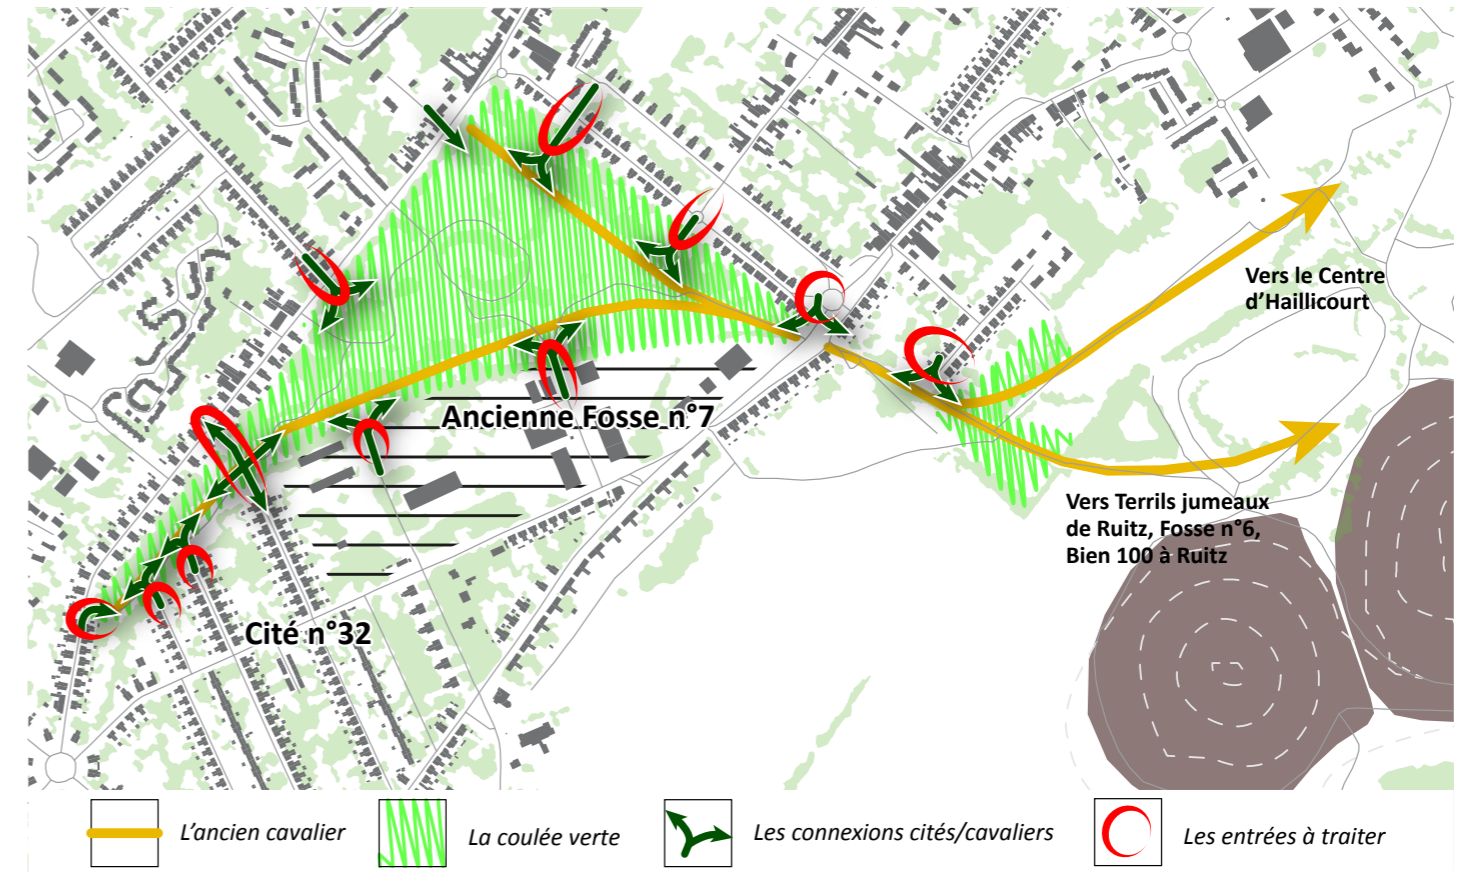 Vers le Centre
d’Haillicourt
Ancienne Fosse n°7
Vers Terrils jumeaux
de Ruitz, Fosse n°6,
Bien 100 à Ruitz
Cité n°32
L’ancien cavalier
La coulée verte
Les connexions cités/cavaliers
Les entrées à traiter